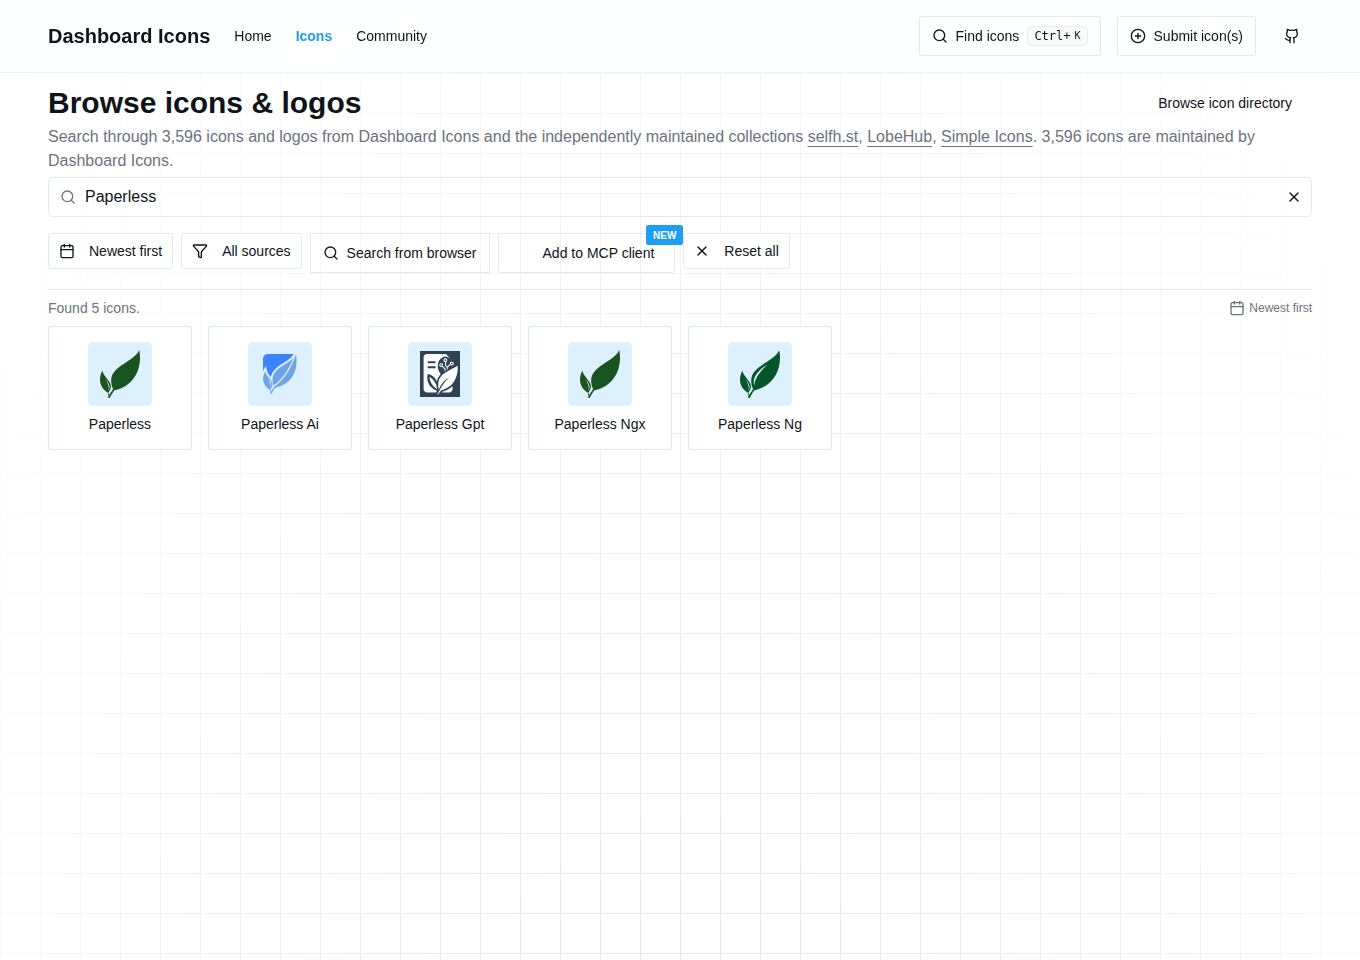 Dashboard Icons Home Icons Community Find icons Ctrl+ K Submit icon(s)
Browse icons & logos
Browse icon directory
Search through 3,596 icons and logos from Dashboard Icons and the independently maintained collections selfh.st, LobeHub, Simple Icons. 3,596 icons are maintained by
Dashboard Icons.
Paperless
NEW
Newest first All sources Search from browser Add to MCP client Reset all
Found 5 icons. Newest first
Paperless Paperless Ai Paperless Gpt Paperless Ngx Paperless Ng